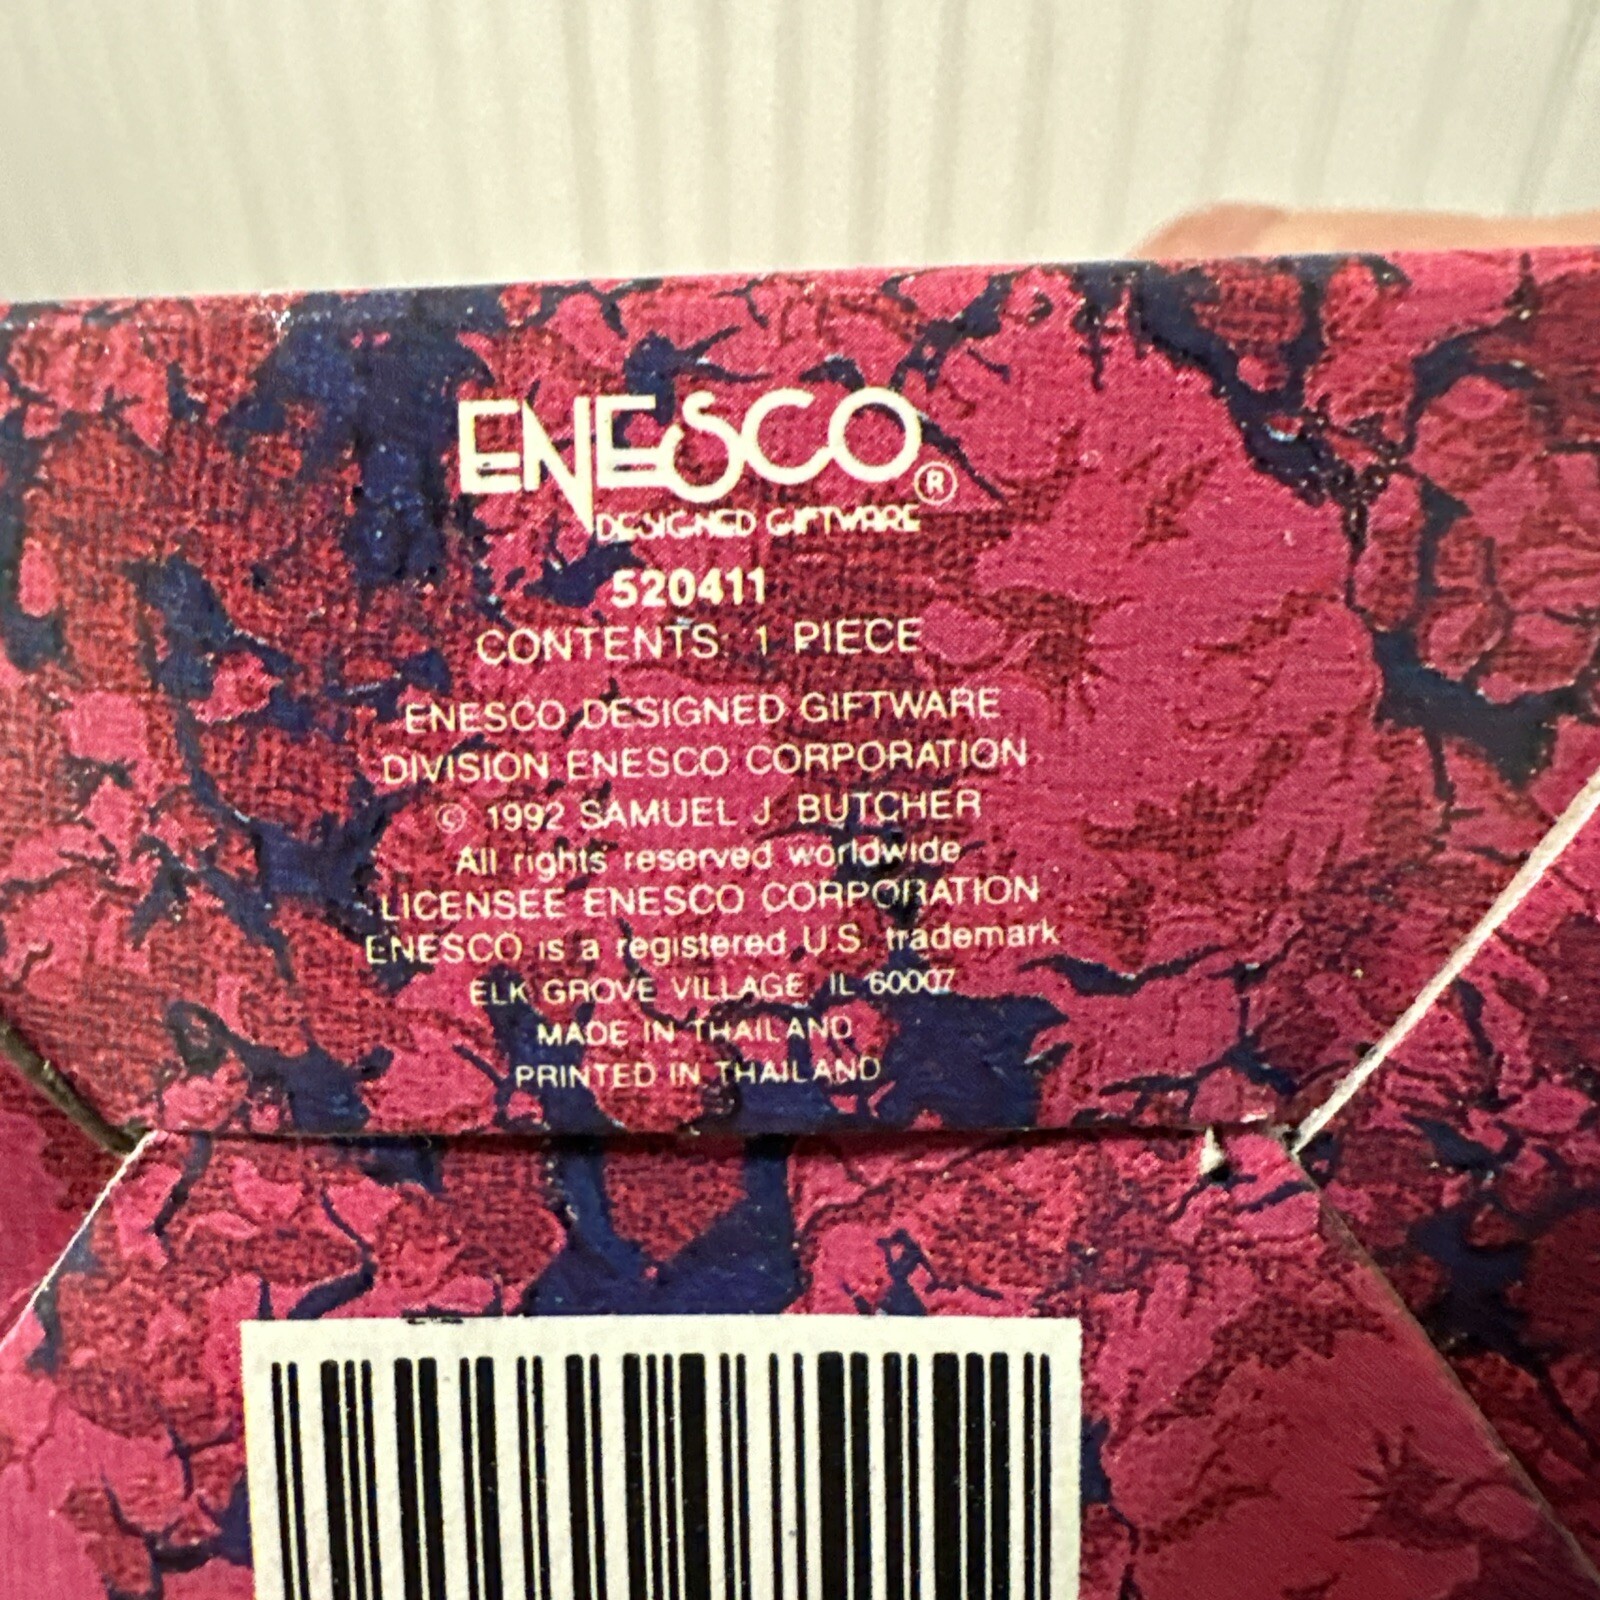 ENESCO®
DESIGNED GIFTWARE
520411
CONTENTS: 1 PIECE
ENESCO DESIGNED GIFTWARE
DIVISION ENESCO CORPORATION
© 1992 SAMUEL J. BUTCHER
All rights reserved worldwide
LICENSEE ENESCO CORPORATION
ENESCO is a registered U.S. trademark
ELK GROVE VILLAGE, IL 60007
MADE IN THAILAND
PRINTED IN THAILAND